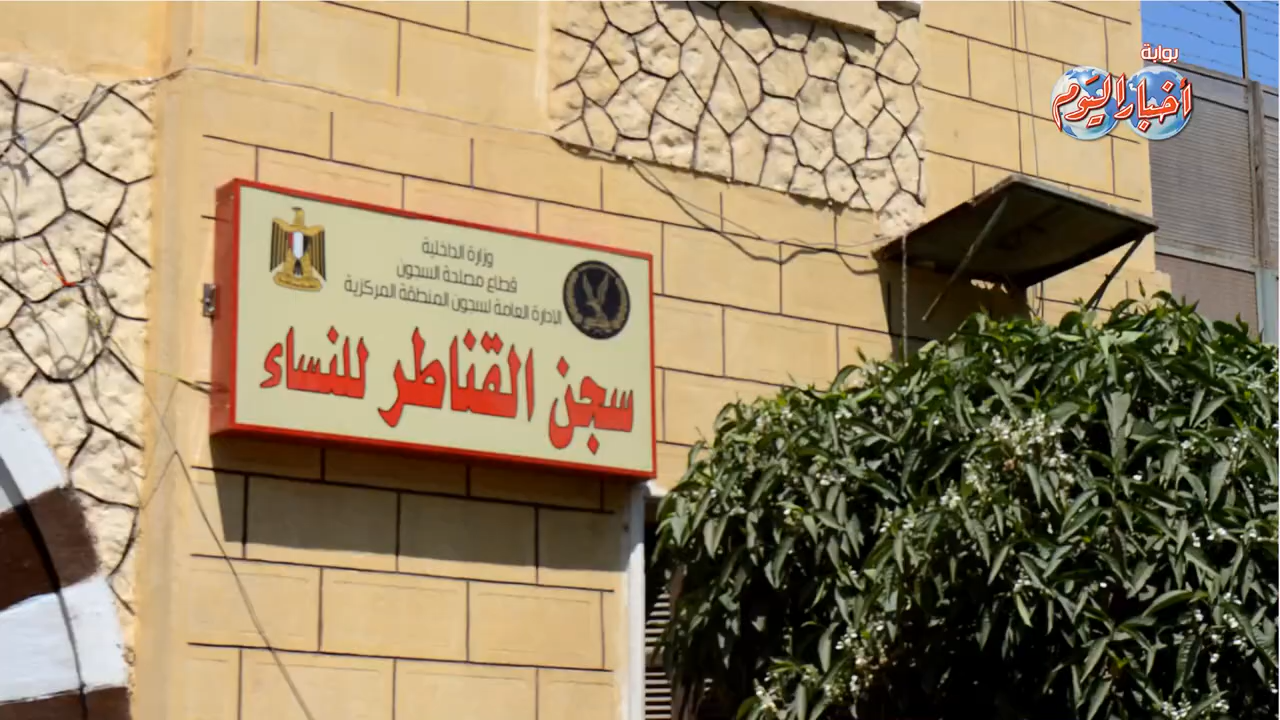 بوابة
أخبار اليوم
وزارة الداخلية
قطاع مصلحة السجون
الادارة العامة لسجون المنطقة المركزية
سجن القناطر للنساء